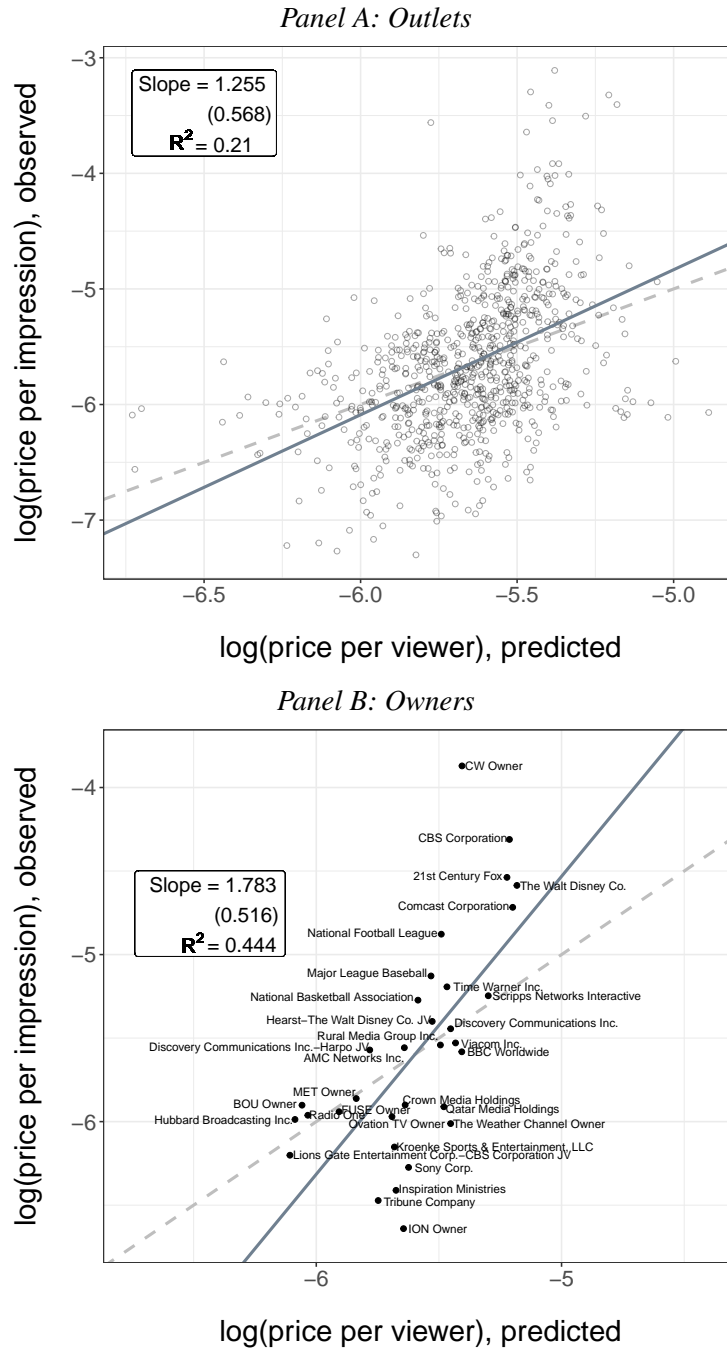 Panel A: Outlets
−3
−4
−5
−6
−7
Slope = 1.255
(0.568)
R² = 0.21
log(price per impression), observed
−6.5
−6.0
−5.5
−5.0
log(price per viewer), predicted
Panel B: Owners
−4
−5
−6
Slope = 1.783
(0.516)
R² = 0.444
log(price per impression), observed
CW Owner
CBS Corporation
21st Century Fox
The Walt Disney Co.
Comcast Corporation
National Football League
Major League Baseball
Time Warner Inc.
National Basketball Association
Scripps Networks Interactive
Hearst−The Walt Disney Co. JV
Discovery Communications Inc.
Rural Media Group Inc.
Discovery Communications Inc.−Harpo JV
Viacom Inc.
AMC Networks Inc.
BBC Worldwide
MET Owner
BOU Owner
Crown Media Holdings
FUSE Owner
Qatar Media Holdings
Radio One
Hubbard Broadcasting Inc.
Ovation TV Owner
The Weather Channel Owner
Kroenke Sports & Entertainment, LLC
Lions Gate Entertainment Corp.−CBS Corporation JV
Sony Corp.
Inspiration Ministries
Tribune Company
ION Owner
−6
−5
log(price per viewer), predicted